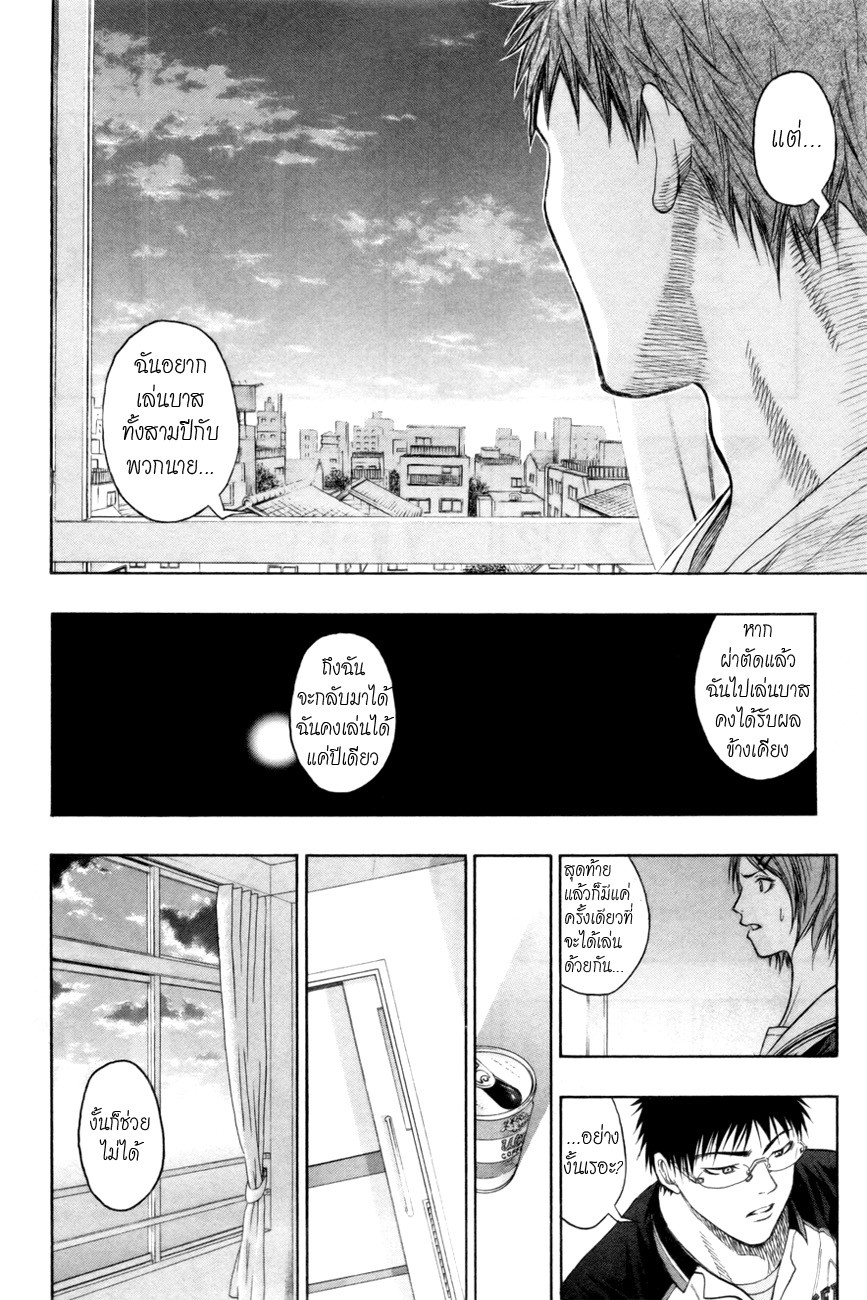 แต่...
ฉันอยาก
เล่นบาส
ทั้งสามปีกับ
พวกนาย...
หาก
ผ่าตัดแล้ว
ฉันไปเล่นบาส
คงได้รับผล
ข้างเคียง
ถึงฉัน
จะกลับมาได้
ฉันคงเล่นได้
แค่ปีเดียว
สุดท้าย
แล้วก็มีแค่
ครั้งเดียวที่
จะได้เล่น
ด้วยกัน...
...อย่าง
งั้นเรอะ?
งั้นก็ช่วย
ไม่ได้